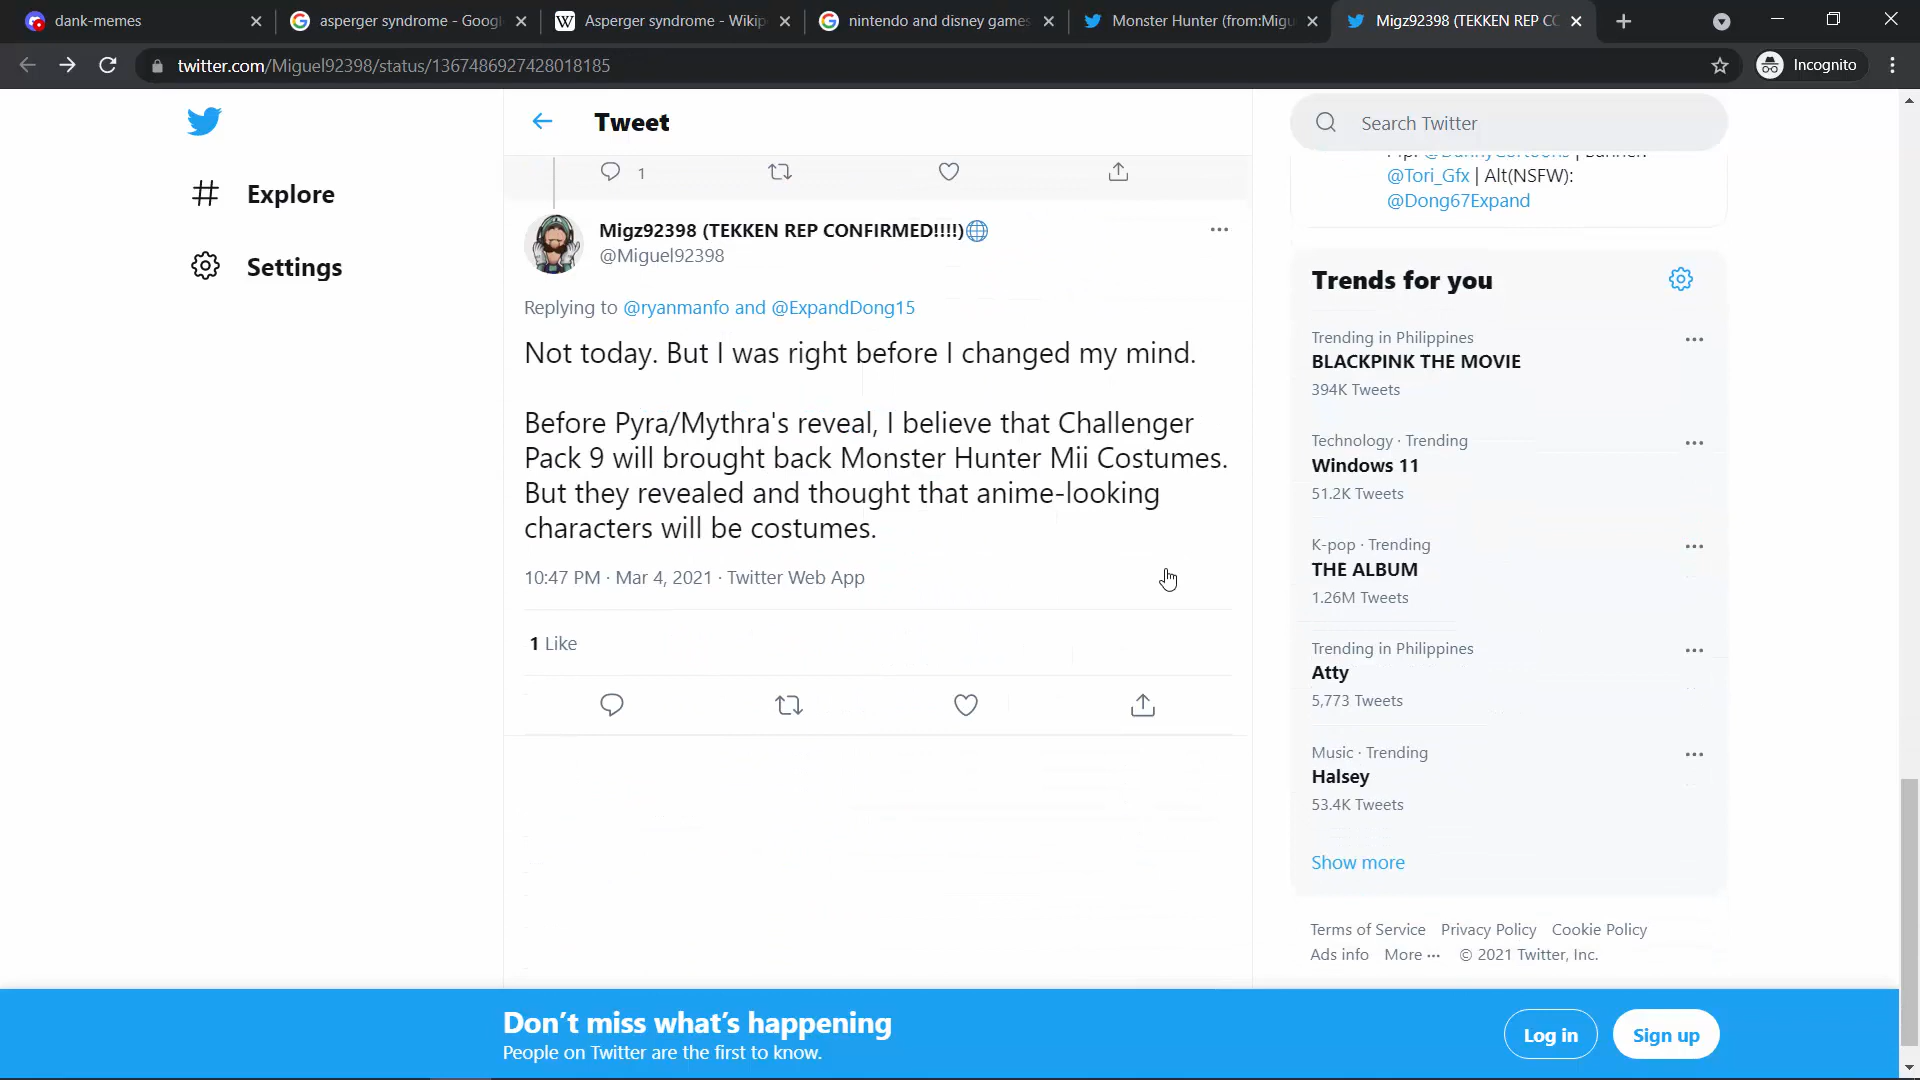 dank-memes
asperger syndrome - Googl
Asperger syndrome - Wikip
nintendo and disney games
Monster Hunter (from:Migu
Migz92398 (TEKKEN REP CO
twitter.com/Miguel92398/status/1367486927428018185
Incognito
Explore
Settings
Tweet
1
Migz92398 (TEKKEN REP CONFIRMED!!!!)
@Miguel92398
Replying to @ryanmanfo and @ExpandDong15
Not today. But I was right before I changed my mind.
Before Pyra/Mythra's reveal, I believe that Challenger
Pack 9 will brought back Monster Hunter Mii Costumes.
But they revealed and thought that anime-looking
characters will be costumes.
10:47 PM · Mar 4, 2021 · Twitter Web App
1 Like
Search Twitter
@Tori_Gfx | Alt(NSFW):
@Dong67Expand
Trends for you
Trending in Philippines
BLACKPINK THE MOVIE
394K Tweets
Technology · Trending
Windows 11
51.2K Tweets
K-pop · Trending
THE ALBUM
1.26M Tweets
Trending in Philippines
Atty
5,773 Tweets
Music · Trending
Halsey
53.4K Tweets
Show more
Terms of Service Privacy Policy Cookie Policy
Ads info More ··· © 2021 Twitter, Inc.
Don't miss what's happening
People on Twitter are the first to know.
Log in
Sign up